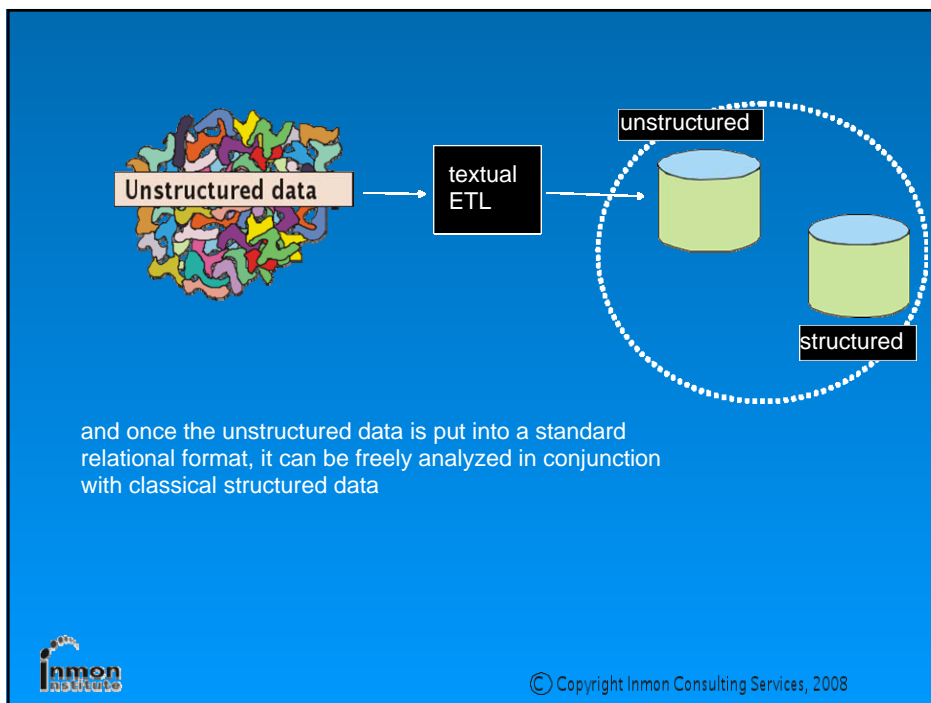 unstructured
Unstructured data
textual
ETL
structured
and once the unstructured data is put into a standard
relational format, it can be freely analyzed in conjunction
with classical structured data
inmon
institute
© Copyright Inmon Consulting Services, 2008